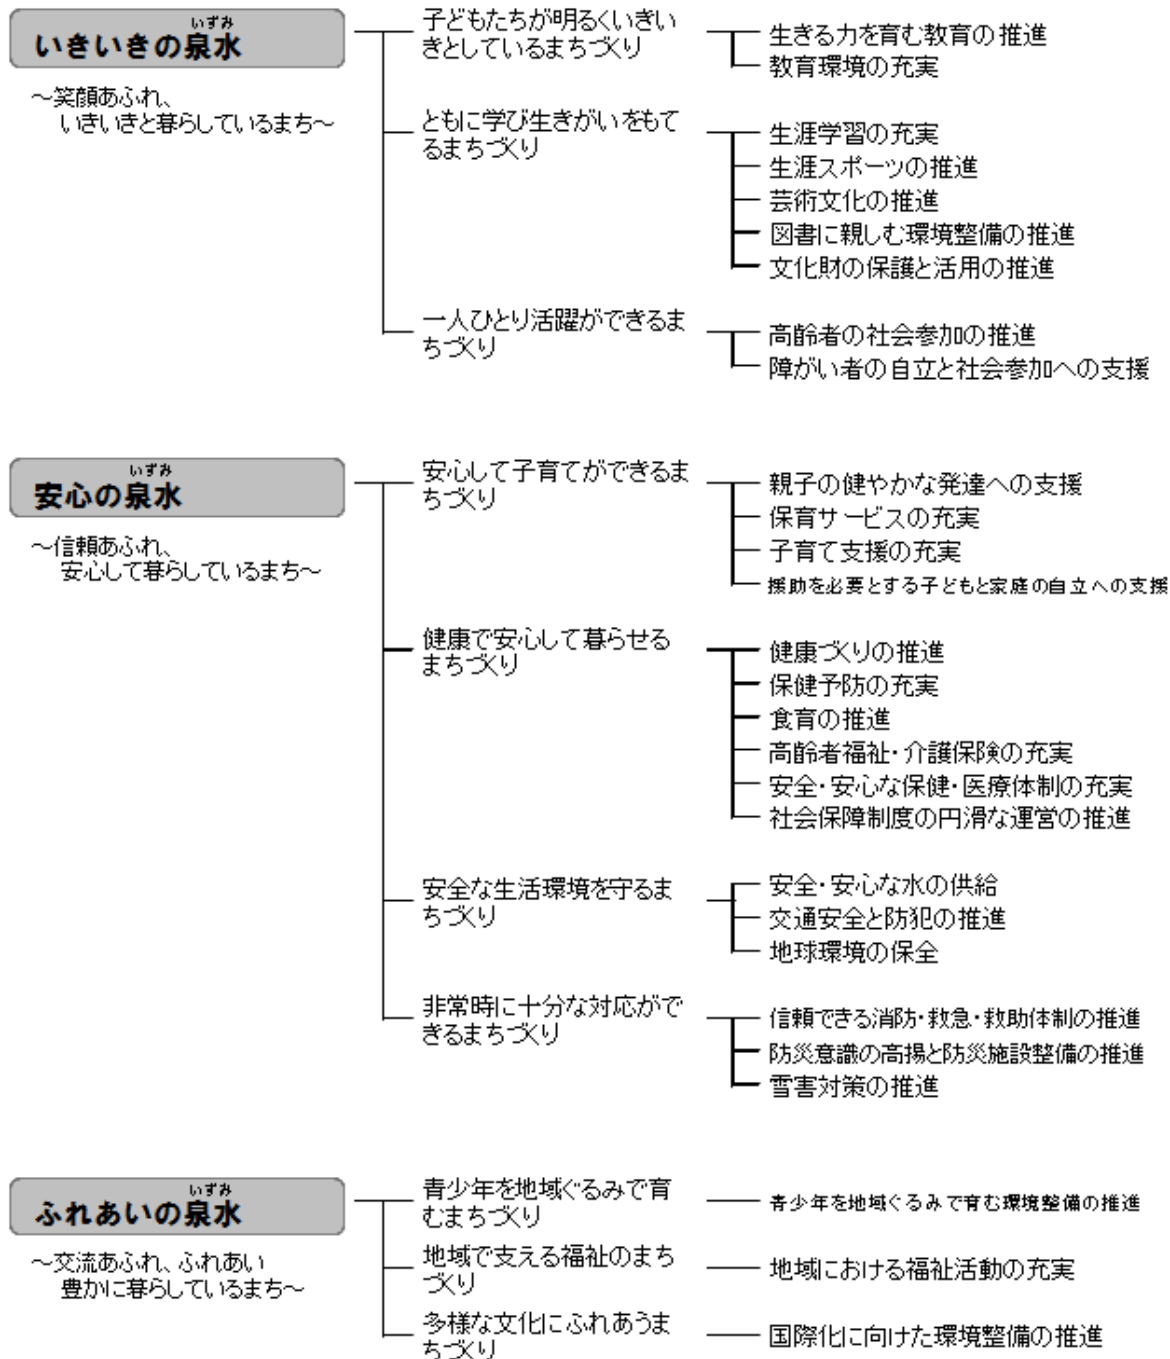 いずみ
いきいきの泉水
～笑顔あふれ、
いきいきと暮らしているまち～
子どもたちが明るくいきい
きとしているまちづくり
生きる力を育む教育の推進
教育環境の充実
ともに学び生きがいをもて
るまちづくり
生涯学習の充実
生涯スポーツの推進
芸術文化の推進
図書に親しむ環境整備の推進
文化財の保護と活用の推進
一人ひとり活躍ができるま
ちづくり
高齢者の社会参加の推進
障がい者の自立と社会参加への支援
いずみ
安心の泉水
～信頼あふれ、
安心して暮らしているまち～
安心して子育てができるま
ちづくり
親子の健やかな発達への支援
保育サービスの充実
子育て支援の充実
援助を必要とする子どもと家庭の自立への支援
健康で安心して暮らせる
まちづくり
健康づくりの推進
保健予防の充実
食育の推進
高齢者福祉・介護保険の充実
安全・安心な保健・医療体制の充実
社会保障制度の円滑な運営の推進
安全な生活環境を守るま
ちづくり
安全・安心な水の供給
交通安全と防犯の推進
地球環境の保全
非常時に十分な対応がで
きるまちづくり
信頼できる消防・救急・救助体制の推進
防災意識の高揚と防災施設整備の推進
雪害対策の推進
いずみ
ふれあいの泉水
～交流あふれ、ふれあい
豊かに暮らしているまち～
青少年を地域ぐるみで育
むまちづくり
青少年を地域ぐるみで育む環境整備の推進
地域で支える福祉のまち
づくり
地域における福祉活動の充実
多様な文化にふれあうま
ちづくり
国際化に向けた環境整備の推進